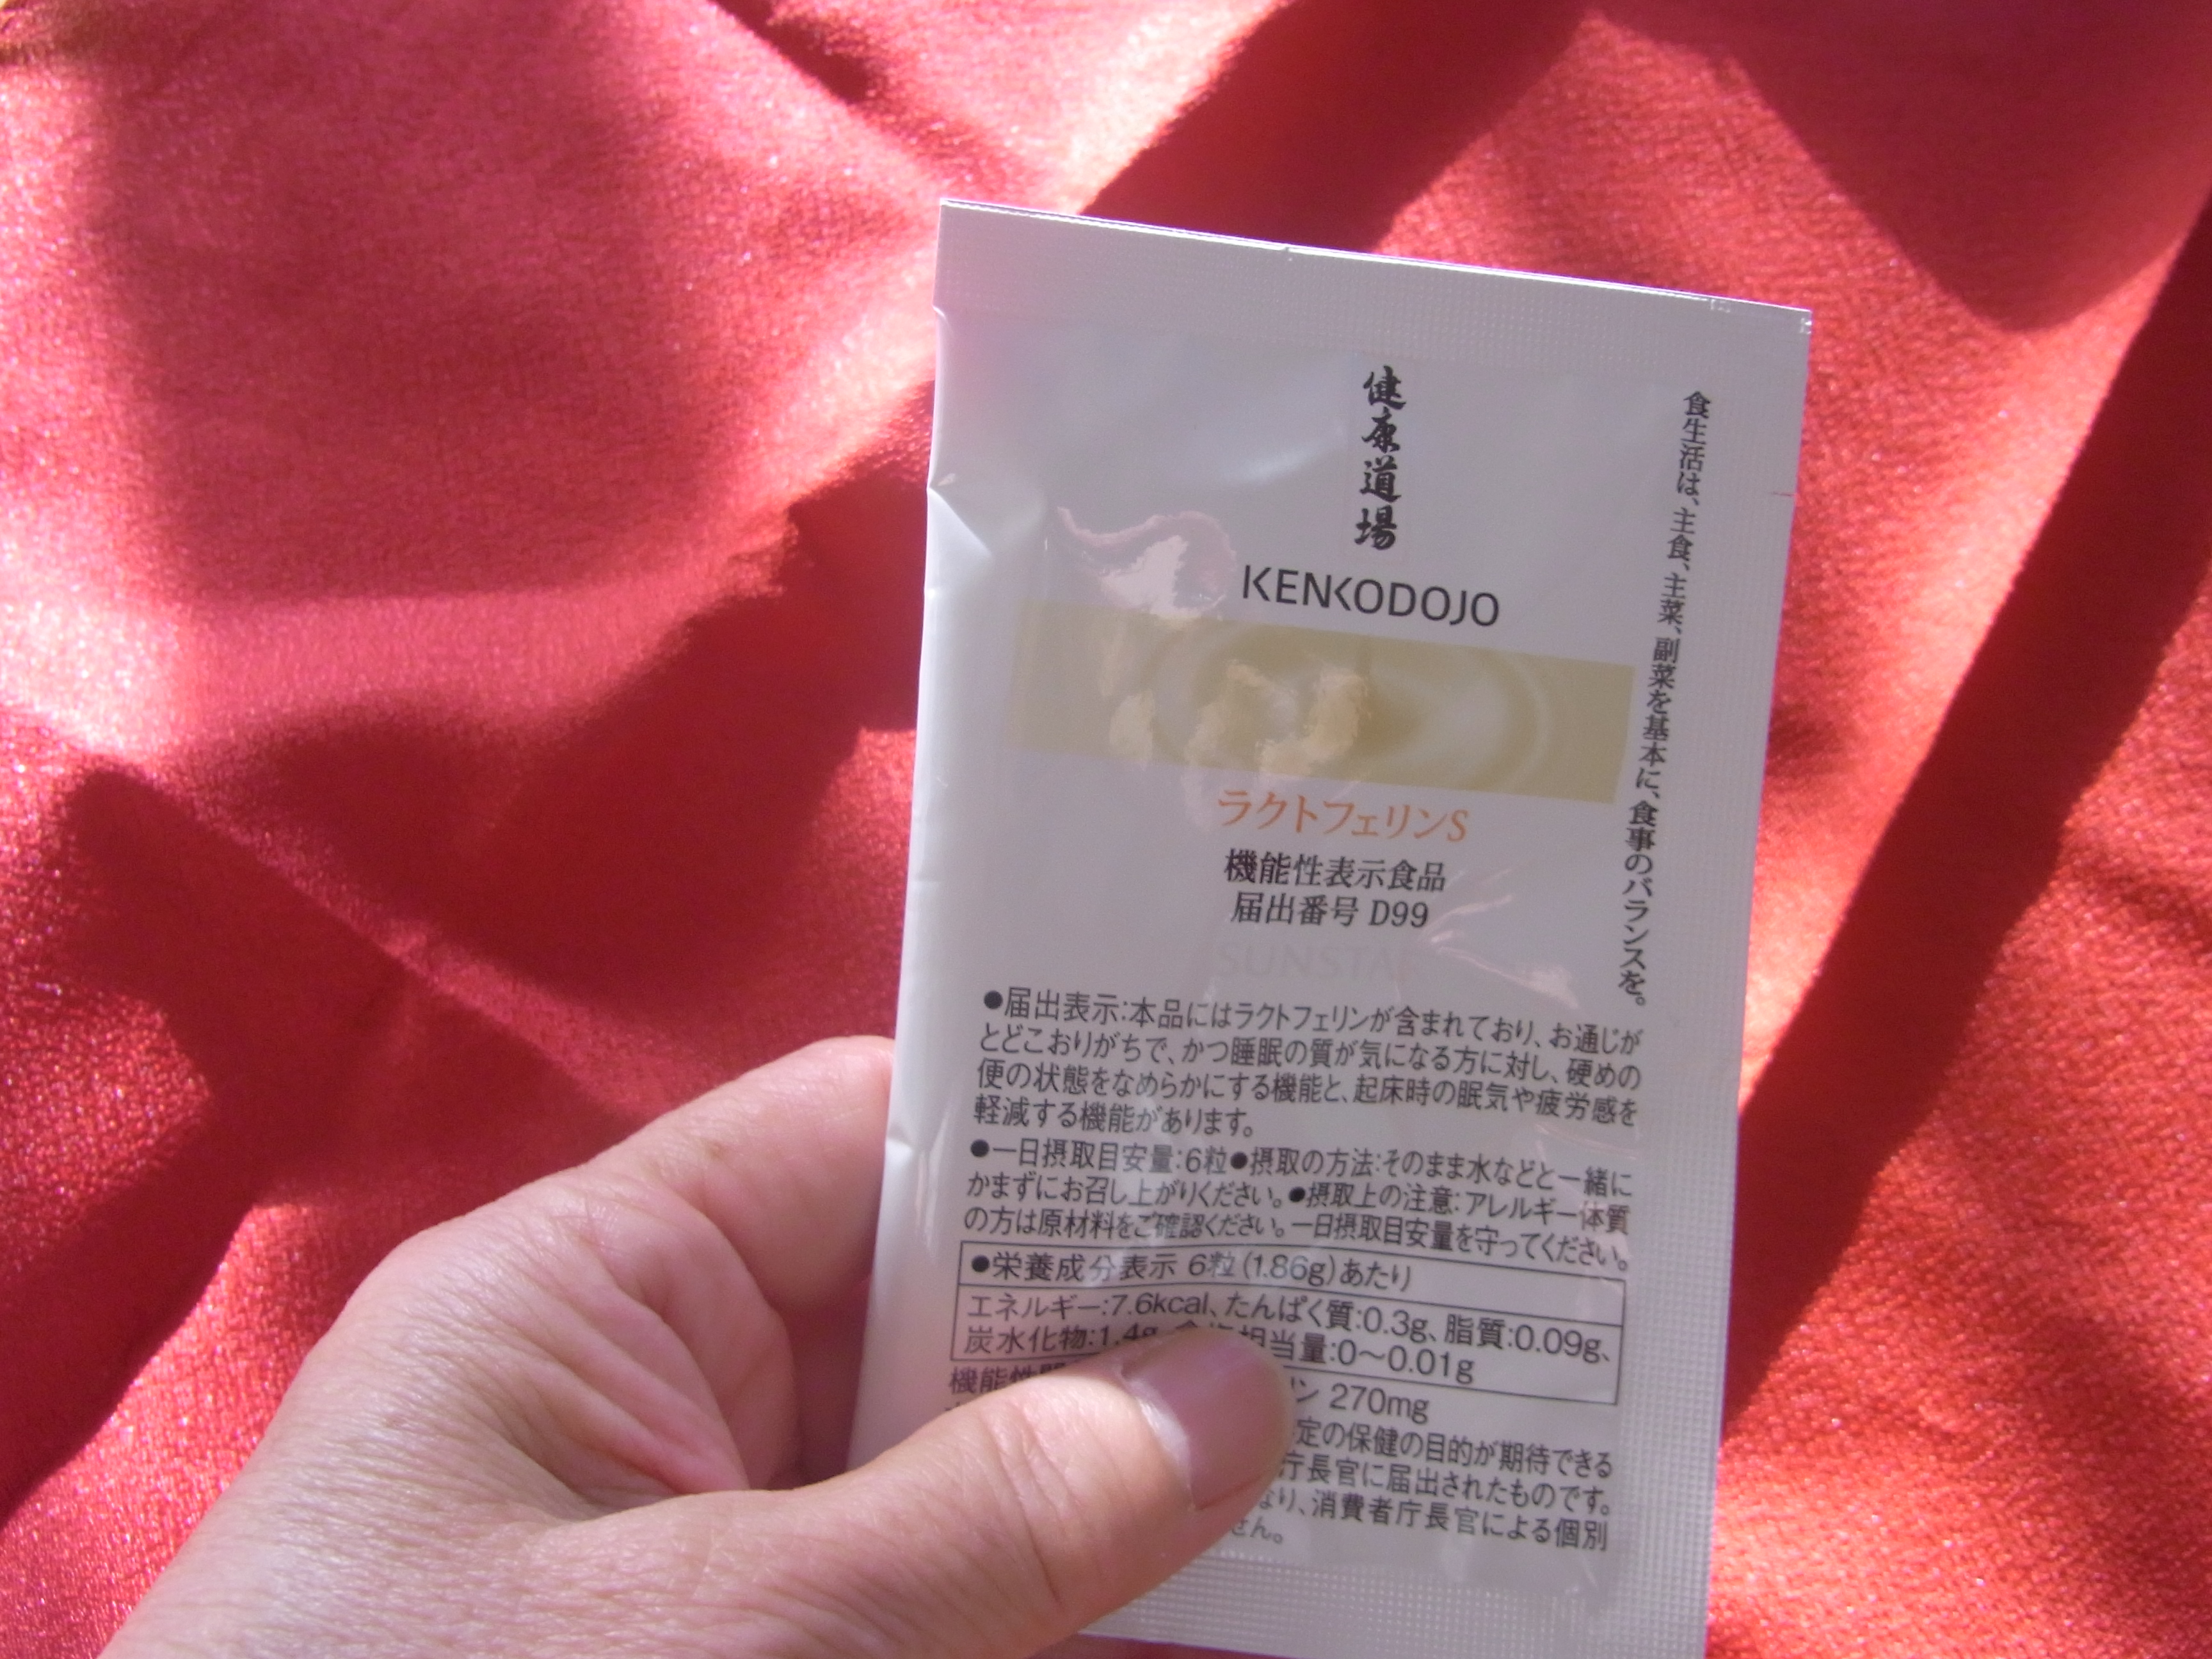 健康道場
KENKODOJO
ラクトフェリンS
機能性表示食品
届出番号 D99
SUNSTAR
食生活は、主食、主菜、副菜を基本に、食事のバランスを。
●届出表示:本品にはラクトフェリンが含まれており、お通じが
とどこおりがちで、かつ睡眠の質が気になる方に対し、硬めの
便の状態をなめらかにする機能と、起床時の眠気や疲労感を
軽減する機能があります。
●一日摂取目安量:6粒●摂取の方法:そのまま水などと一緒に
かまずにお召し上がりください。●摂取上の注意:アレルギー体質
の方は原材料をご確認ください。一日摂取目安量を守ってください。
●栄養成分表示 6粒(1.86g)あたり
エネルギー:7.6kcal、たんぱく質:0.3g、脂質:0.09g、
炭水化物:1.4g、 相当量:0〜0.01g
機能性関 ン 270mg
定の保健の目的が期待できる
庁長官に届出されたものです。
なり、消費者庁長官による個別
せん。